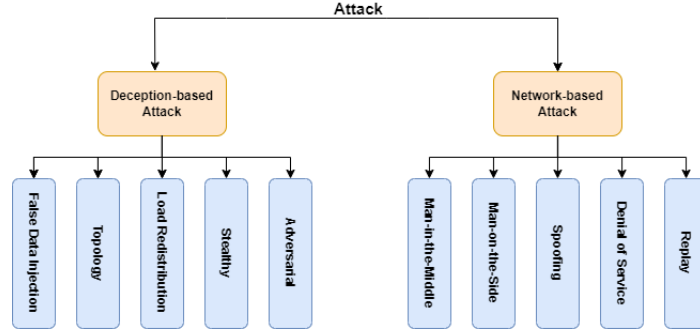 Attack
Deception-based
Attack
Network-based
Attack
False Data Injection
Topology
Load Redistribution
Stealthy
Adversarial
Man-in-the-Middle
Man-on-the-Side
Spoofing
Denial of Service
Replay